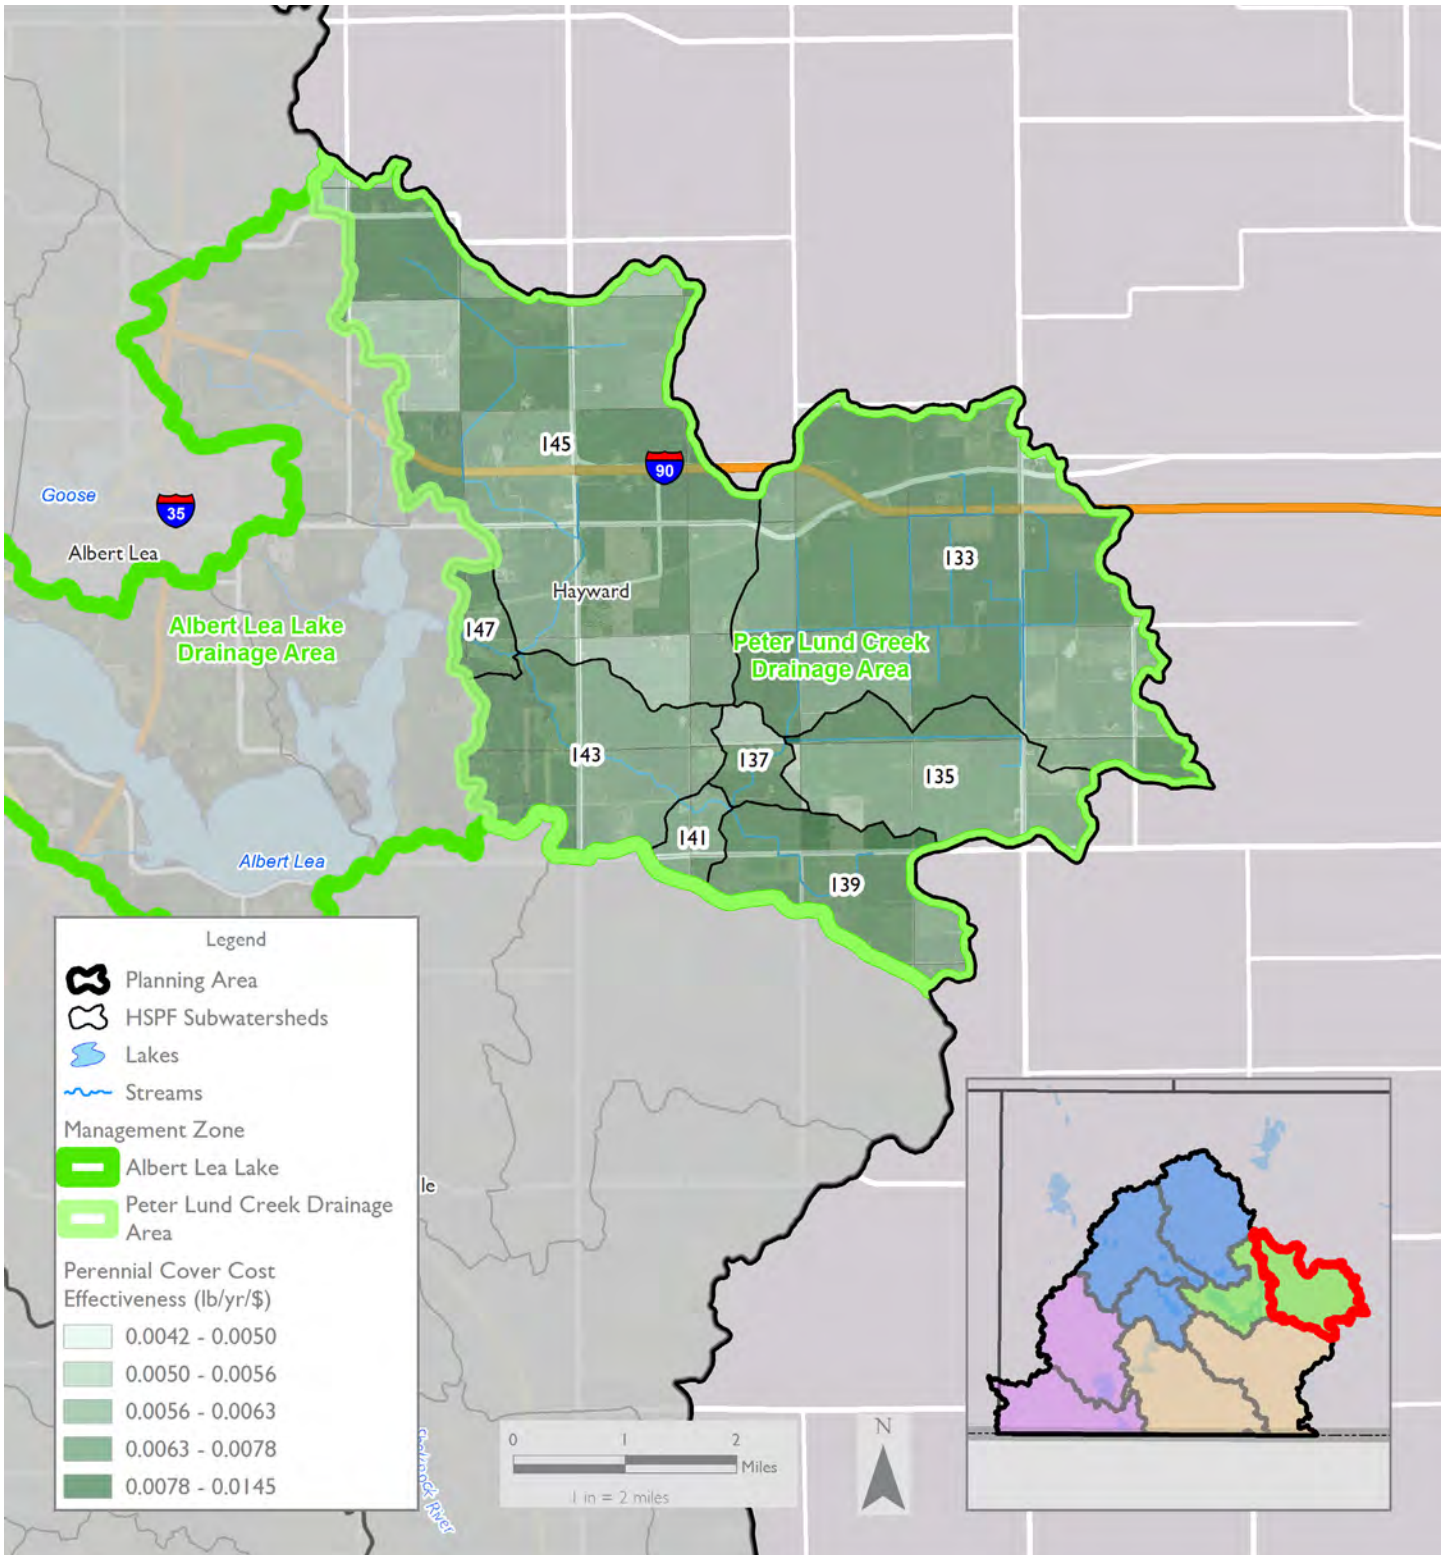 145
90
Goose
35
Albert Lea
133
Hayward
147
Albert Lea Lake
Drainage Area
Peter Lund Creek
Drainage Area
143
137
135
141
Albert Lea
139
Legend
Planning Area
HSPF Subwatersheds
Lakes
Streams
Management Zone
Albert Lea Lake
Peter Lund Creek Drainage
Area
Perennial Cover Cost
Effectiveness (lb/yr/$)
0.0042 - 0.0050
0.0050 - 0.0056
0.0056 - 0.0063
0.0063 - 0.0078
0.0078 - 0.0145
le
River
0 1 2
Miles
1 in = 2 miles
N